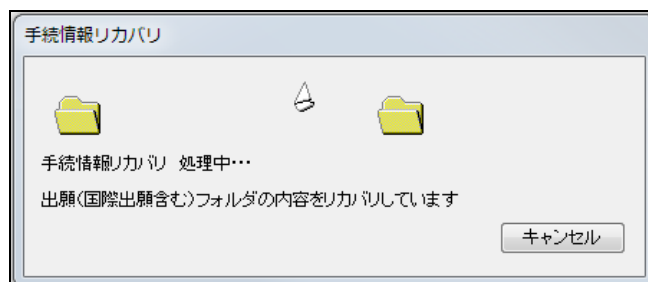 手続情報リカバリ
手続情報リカバリ 処理中･･･
出願(国際出願含む)フォルダの内容をリカバリしています
キャンセル